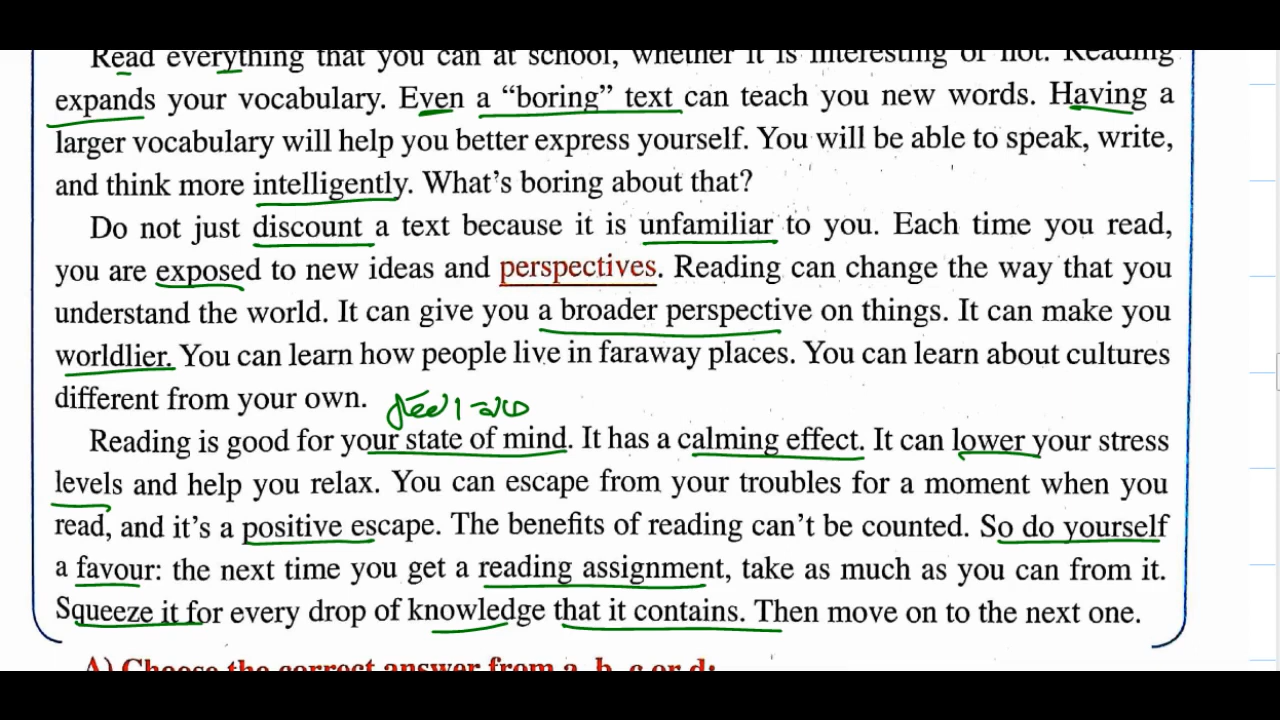 Read everything that you can at school, whether it is interesting or not. Reading
expands your vocabulary. Even a “boring” text can teach you new words. Having a
larger vocabulary will help you better express yourself. You will be able to speak, write,
and think more intelligently. What’s boring about that?
Do not just discount a text because it is unfamiliar to you. Each time you read,
you are exposed to new ideas and perspectives. Reading can change the way that you
understand the world. It can give you a broader perspective on things. It can make you
worldlier. You can learn how people live in faraway places. You can learn about cultures
different from your own.
Reading is good for your state of mind. It has a calming effect. It can lower your stress
levels and help you relax. You can escape from your troubles for a moment when you
read, and it’s a positive escape. The benefits of reading can’t be counted. So do yourself
a favour: the next time you get a reading assignment, take as much as you can from it.
Squeeze it for every drop of knowledge that it contains. Then move on to the next one.
A) Choose the correct answer from a, b, c or d: